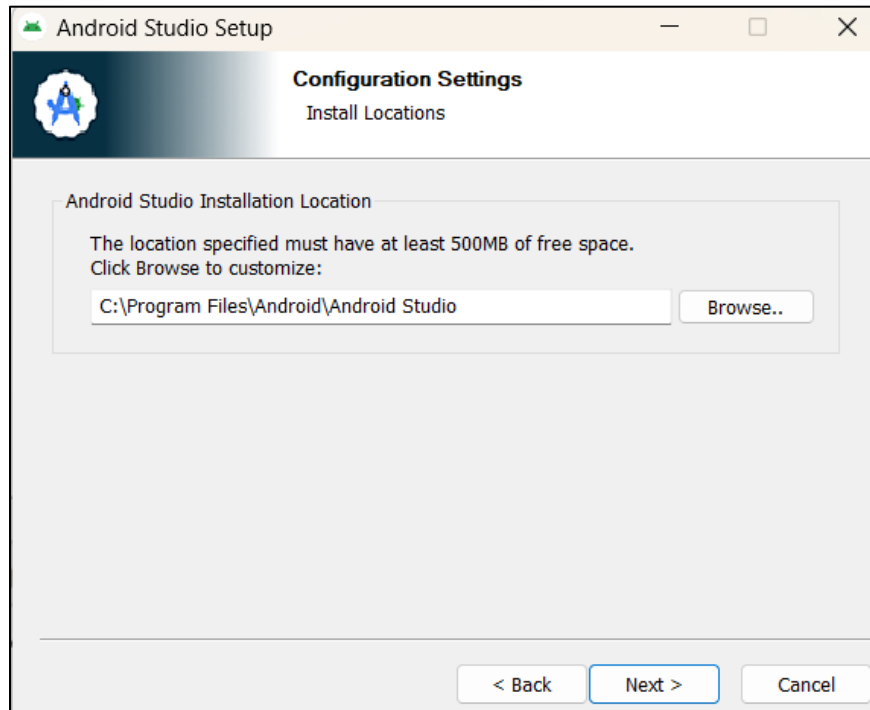 Android Studio Setup
Configuration Settings
Install Locations
Android Studio Installation Location
The location specified must have at least 500MB of free space.
Click Browse to customize:
C:\Program Files\Android\Android Studio
Browse..
< Back
Next >
Cancel